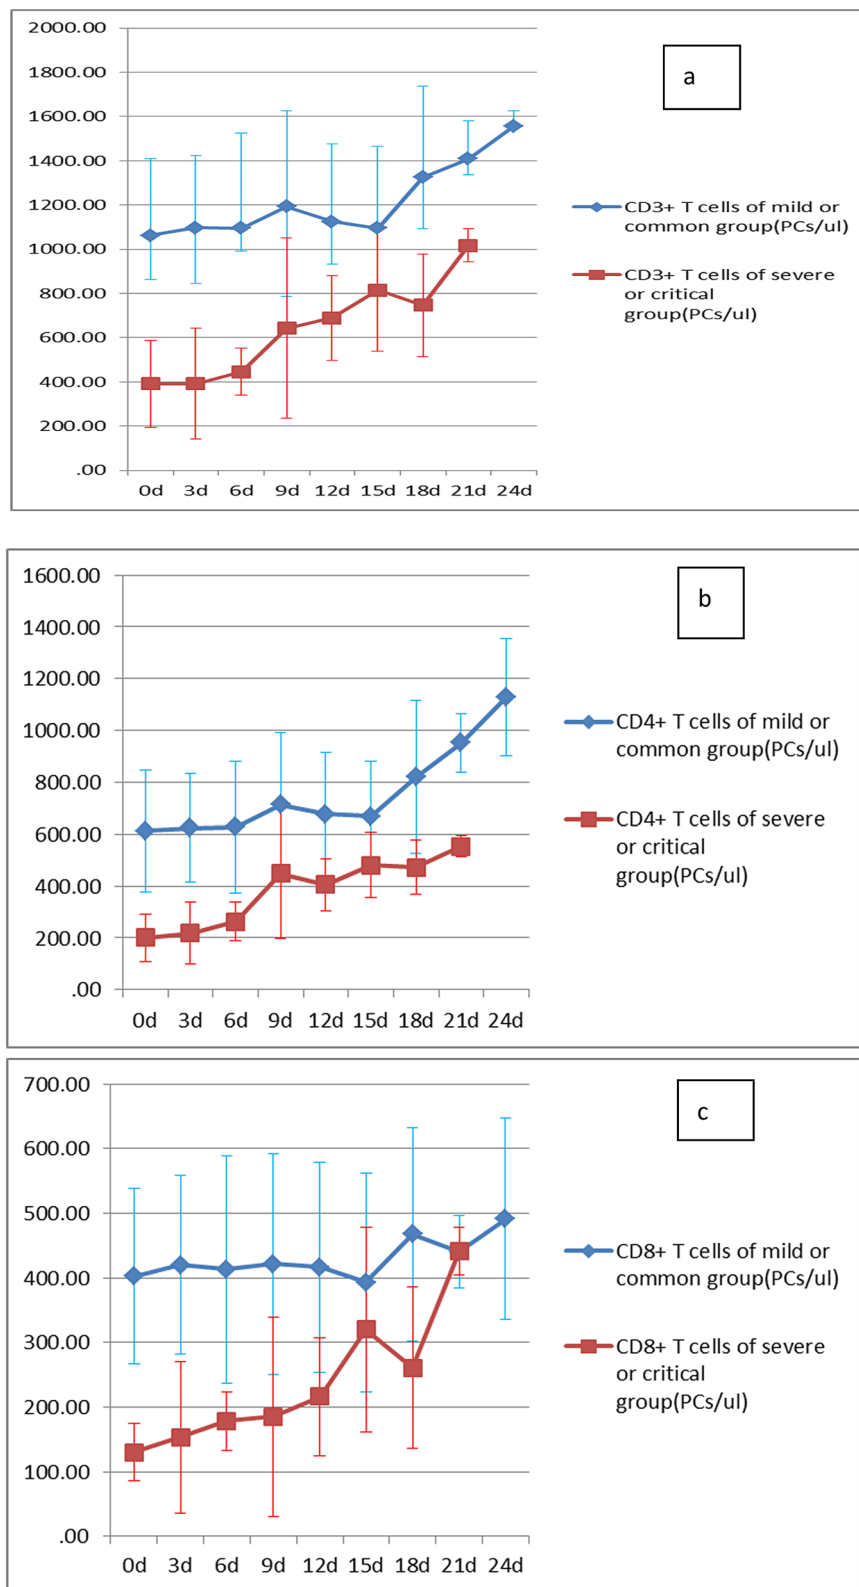 2000.00
1800.00
1600.00
1400.00
1200.00
1000.00
800.00
600.00
400.00
200.00
.00
0d 3d 6d 9d 12d 15d 18d 21d 24d
a
CD3+ T cells of mild or
common group(PCs/ul)
CD3+ T cells of severe
or critical
group(PCs/ul)
1600.00
1400.00
1200.00
1000.00
800.00
600.00
400.00
200.00
.00
0d 3d 6d 9d 12d 15d 18d 21d 24d
b
CD4+ T cells of mild or
common group(PCs/ul)
CD4+ T cells of severe
or critical
group(PCs/ul)
700.00
600.00
500.00
400.00
300.00
200.00
100.00
.00
0d 3d 6d 9d 12d 15d 18d 21d 24d
c
CD8+ T cells of mild or
common group(PCs/ul)
CD8+ T cells of severe
or critical
group(PCs/ul)